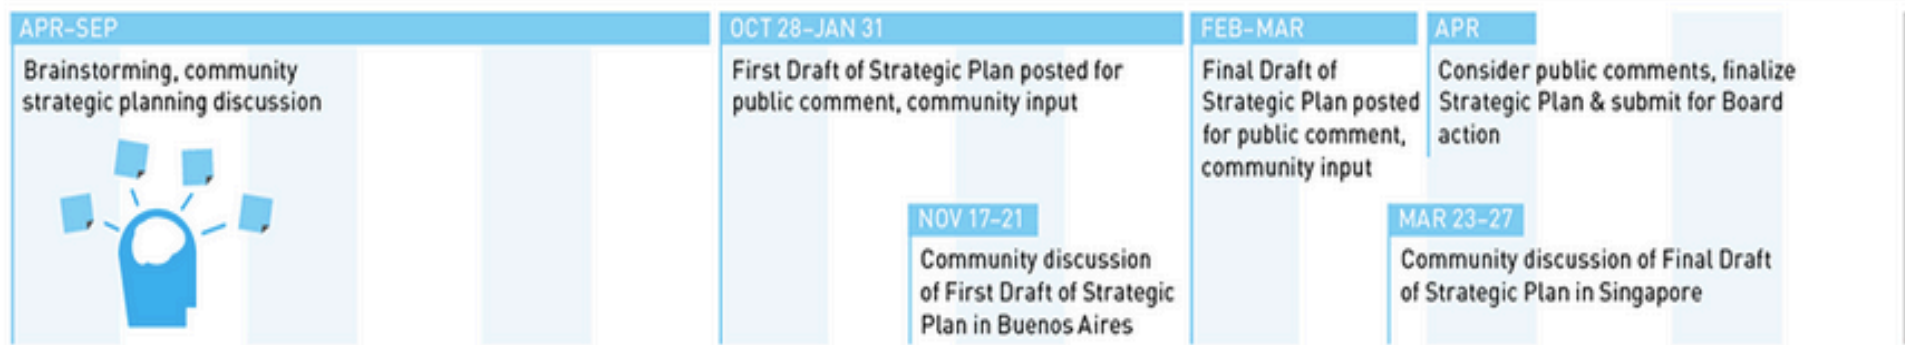 APR–SEP
Brainstorming, community
strategic planning discussion
OCT 28–JAN 31
First Draft of Strategic Plan posted for
public comment, community input
NOV 17–21
Community discussion
of First Draft of Strategic
Plan in Buenos Aires
FEB–MAR
Final Draft of
Strategic Plan posted
for public comment,
community input
APR
Consider public comments, finalize
Strategic Plan & submit for Board
action
MAR 23–27
Community discussion of Final Draft
of Strategic Plan in Singapore